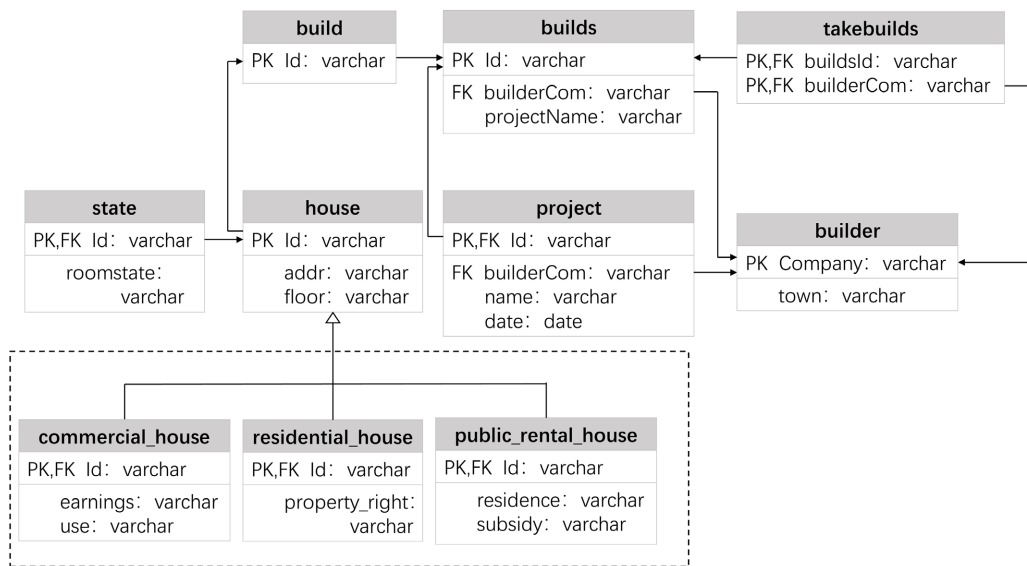 build
PK Id：varchar
builds
PK Id：varchar
FK builderCom：varchar
projectName：varchar
takebuilds
PK,FK buildsId：varchar
PK,FK builderCom：varchar
state
PK,FK Id：varchar
roomstate：
varchar
house
PK Id：varchar
addr：varchar
floor：varchar
project
PK,FK Id：varchar
FK builderCom：varchar
name：varchar
date：date
builder
PK Company：varchar
town：varchar
commercial_house
PK,FK Id：varchar
earnings：varchar
use：varchar
residential_house
PK,FK Id：varchar
property_right：
varchar
public_rental_house
PK,FK Id：varchar
residence：varchar
subsidy：varchar